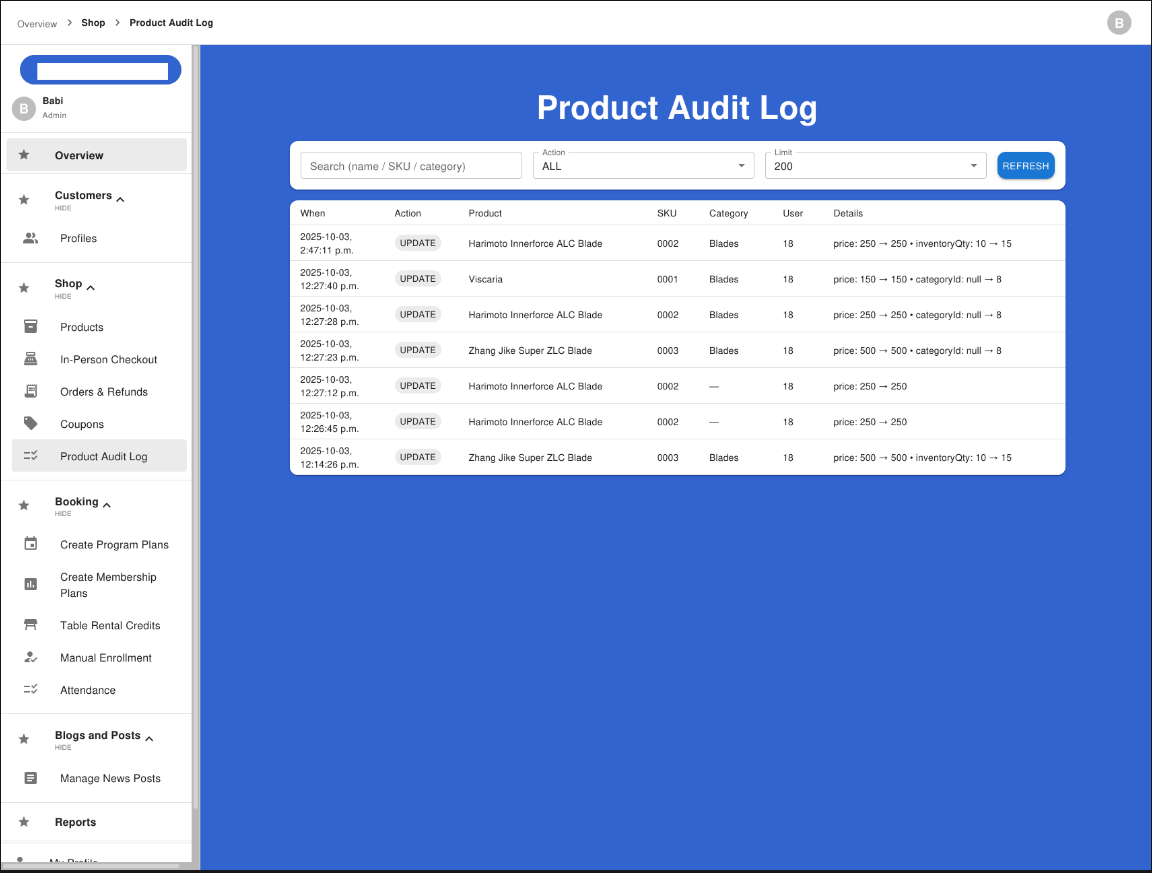 Overview > Shop > Product Audit Log
B
B
Babi
Admin
Overview
Customers
HIDE
Profiles
Shop
HIDE
Products
In-Person Checkout
Orders & Refunds
Coupons
Product Audit Log
Booking
HIDE
Create Program Plans
Create Membership
Plans
Table Rental Credits
Manual Enrollment
Attendance
Blogs and Posts
HIDE
Manage News Posts
Reports
My Profile
Product Audit Log
Search (name / SKU / category)
Action
ALL
Limit
200
REFRESH
When Action Product SKU Category User Details
2025-10-03,
2:47:11 p.m. UPDATE Harimoto Innerforce ALC Blade 0002 Blades 18 price: 250 → 250 • inventoryQty: 10 → 15
2025-10-03,
12:27:40 p.m. UPDATE Viscaria 0001 Blades 18 price: 150 → 150 • categoryId: null → 8
2025-10-03,
12:27:28 p.m. UPDATE Harimoto Innerforce ALC Blade 0002 Blades 18 price: 250 → 250 • categoryId: null → 8
2025-10-03,
12:27:23 p.m. UPDATE Zhang Jike Super ZLC Blade 0003 Blades 18 price: 500 → 500 • categoryId: null → 8
2025-10-03,
12:27:12 p.m. UPDATE Harimoto Innerforce ALC Blade 0002 — 18 price: 250 → 250
2025-10-03,
12:26:45 p.m. UPDATE Harimoto Innerforce ALC Blade 0002 — 18 price: 250 → 250
2025-10-03,
12:14:26 p.m. UPDATE Zhang Jike Super ZLC Blade 0003 Blades 18 price: 500 → 500 • inventoryQty: 10 → 15